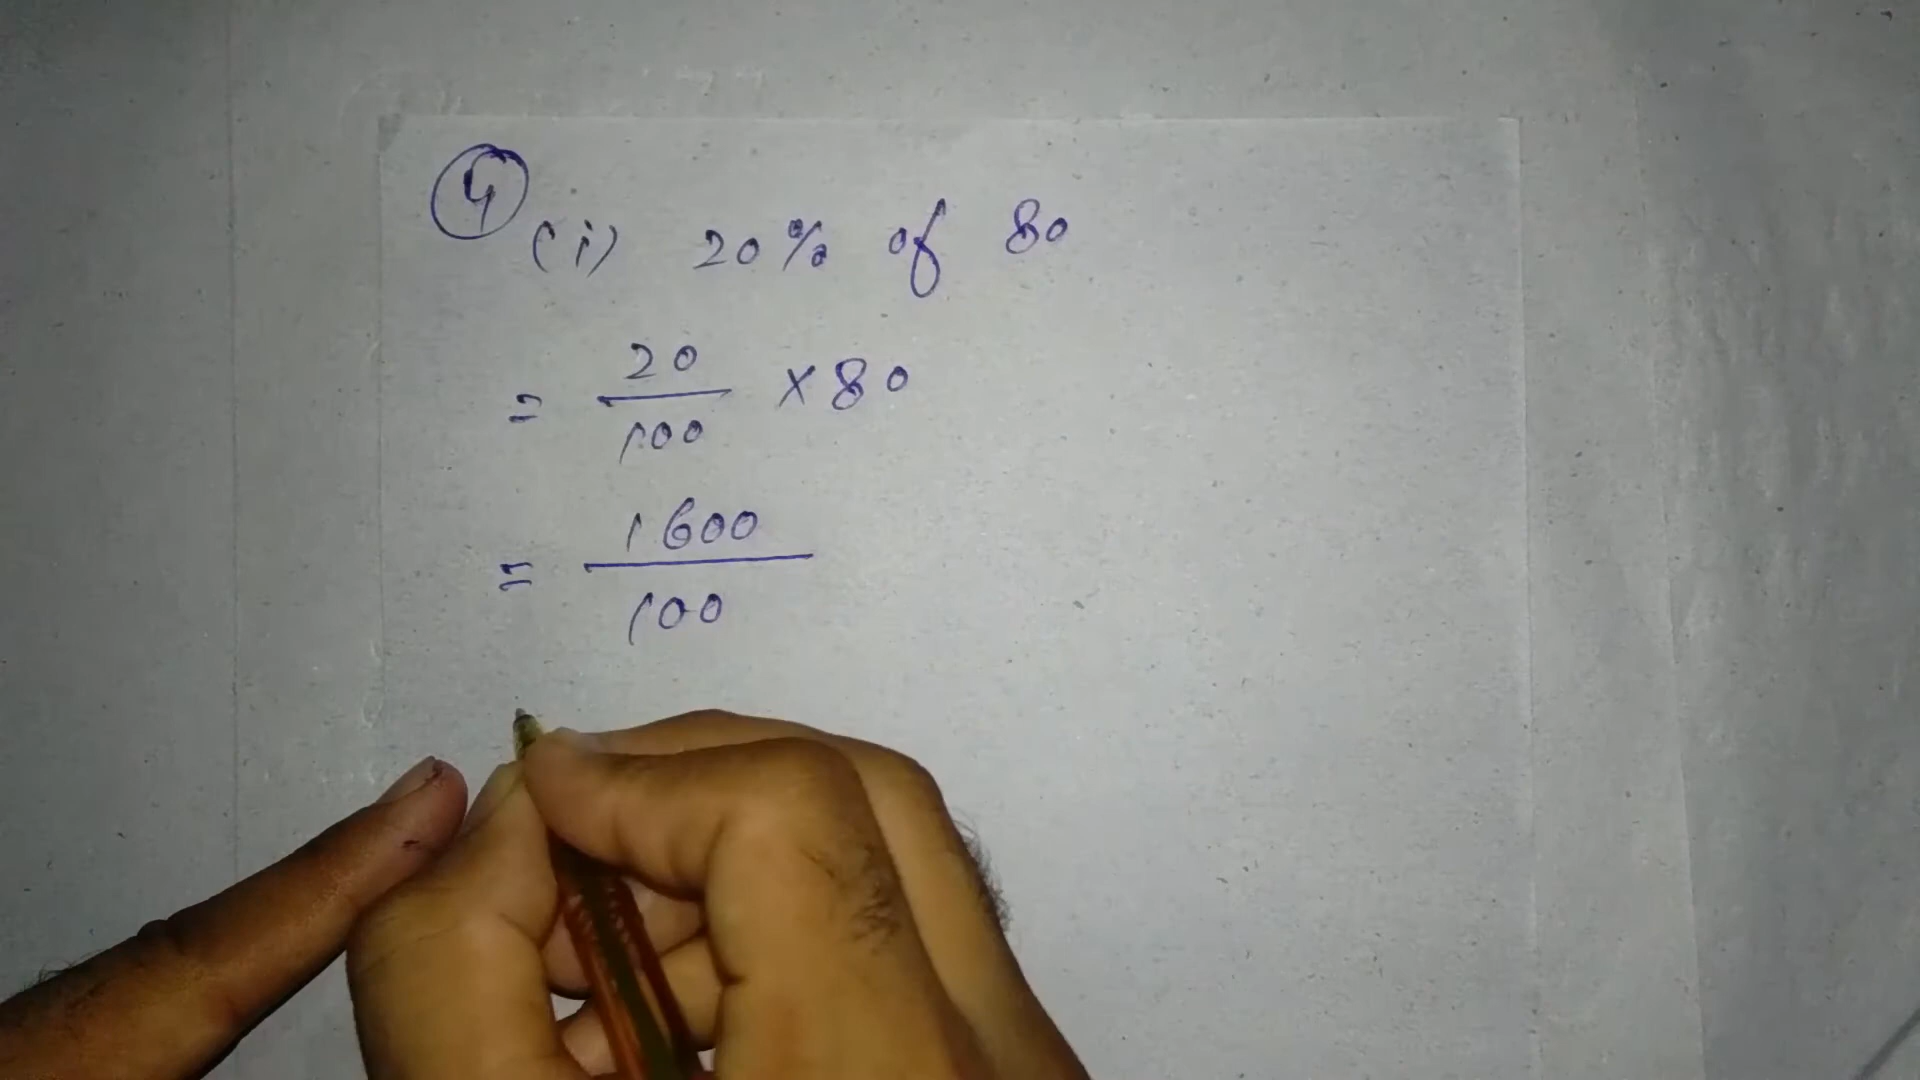 4 (i) 20% of 80
= 20/100 × 80
= 1600/100